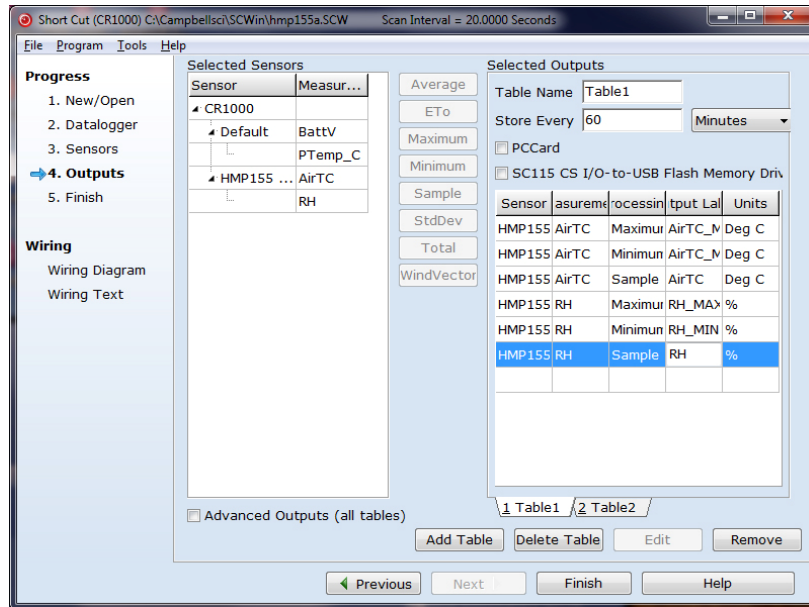 Short Cut (CR1000) C:\Campbellsci\SCWin\hmp155a.SCW Scan Interval = 20.0000 Seconds
File Program Tools Help
Progress
1. New/Open
2. Datalogger
3. Sensors
4. Outputs
5. Finish
Wiring
Wiring Diagram
Wiring Text
Selected Sensors
Sensor Measur...
CR1000
Default BattV
PTemp_C
HMP155 ... AirTC
RH
Advanced Outputs (all tables)
Average
ETo
Maximum
Minimum
Sample
StdDev
Total
WindVector
Selected Outputs
Table Name Table1
Store Every 60 Minutes
PCCard
SC115 CS I/O-to-USB Flash Memory Driv
Sensor asureme rocessin tput Lal Units
HMP155 AirTC Maximur AirTC_M Deg C
HMP155 AirTC Minimun AirTC_M Deg C
HMP155 AirTC Sample AirTC Deg C
HMP155 RH Maximur RH_MAX %
HMP155 RH Minimun RH_MIN %
HMP155 RH Sample RH %
1 Table1 2 Table2
Add Table Delete Table Edit Remove
Previous Next Finish Help